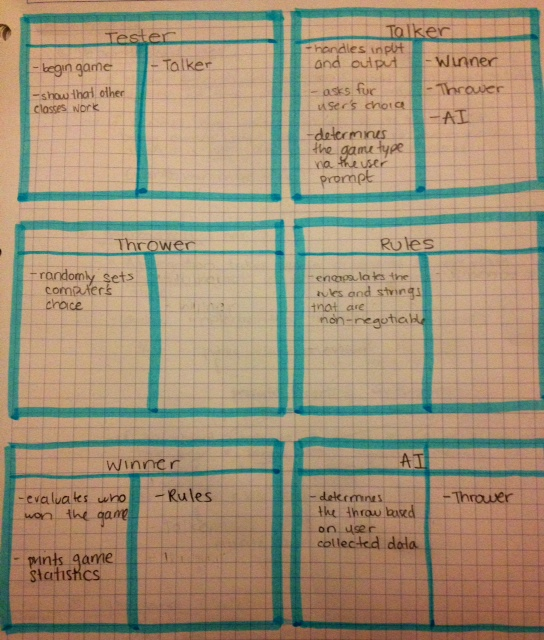 Tester
- begin game
- show that other
classes work
- Talker
Talker
- handles input
and output
- asks for
user's choice
- determines
the game type
via the user
prompt
- Winner
- Thrower
- AI
Thrower
- randomly sets
computer's
choice
Rules
- encapsulates the
rules and strings
that are
non-negotiable
Winner
- evaluates who
won the game
- prints game
statistics
- Rules
AI
- determines
the throw based
on user
collected data
- Thrower